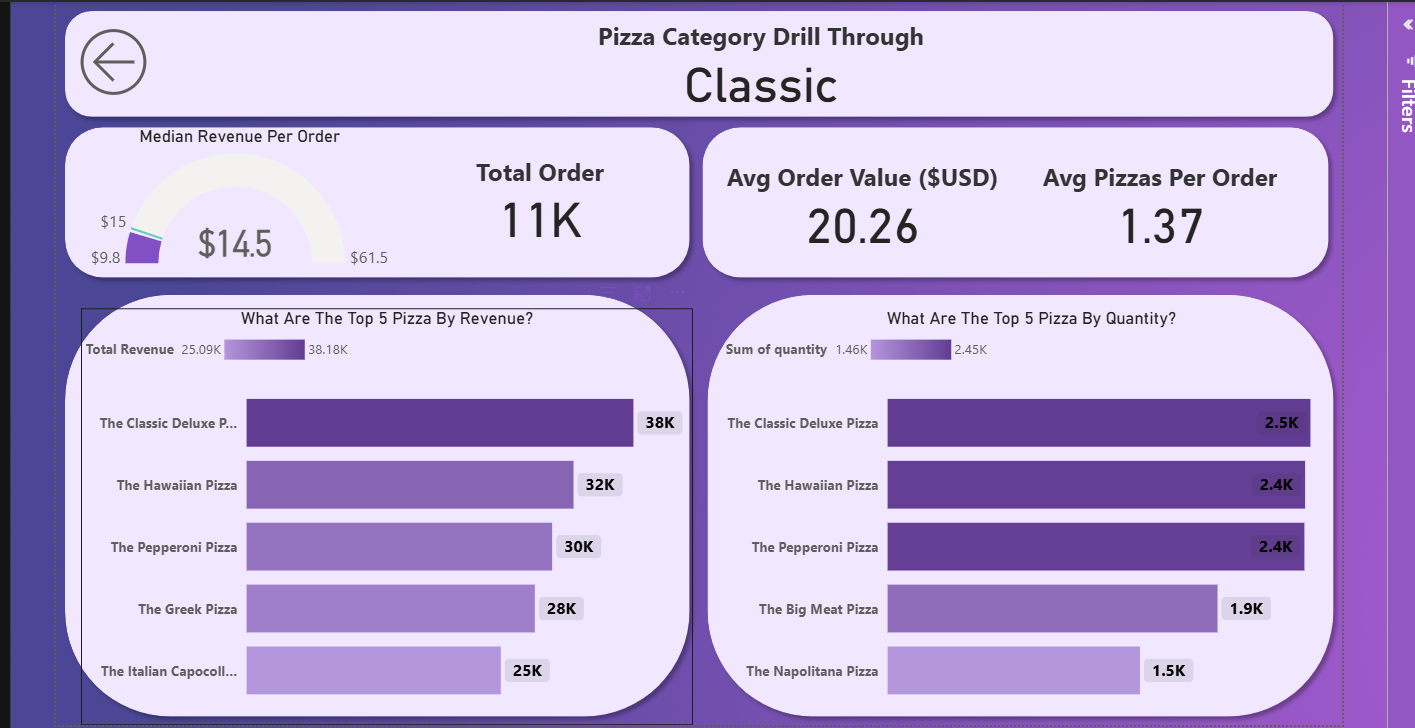 Pizza Category Drill Through
Classic
Filters
Median Revenue Per Order
$15
$9.8
$14.5
$61.5
Total Order
11K
Avg Order Value ($USD)
20.26
Avg Pizzas Per Order
1.37
What Are The Top 5 Pizza By Revenue?
Total Revenue 25.09K 38.18K
The Classic Deluxe P... 38K
The Hawaiian Pizza 32K
The Pepperoni Pizza 30K
The Greek Pizza 28K
The Italian Capocoll... 25K
What Are The Top 5 Pizza By Quantity?
Sum of quantity 1.46K 2.45K
The Classic Deluxe Pizza 2.5K
The Hawaiian Pizza 2.4K
The Pepperoni Pizza 2.4K
The Big Meat Pizza 1.9K
The Napolitana Pizza 1.5K